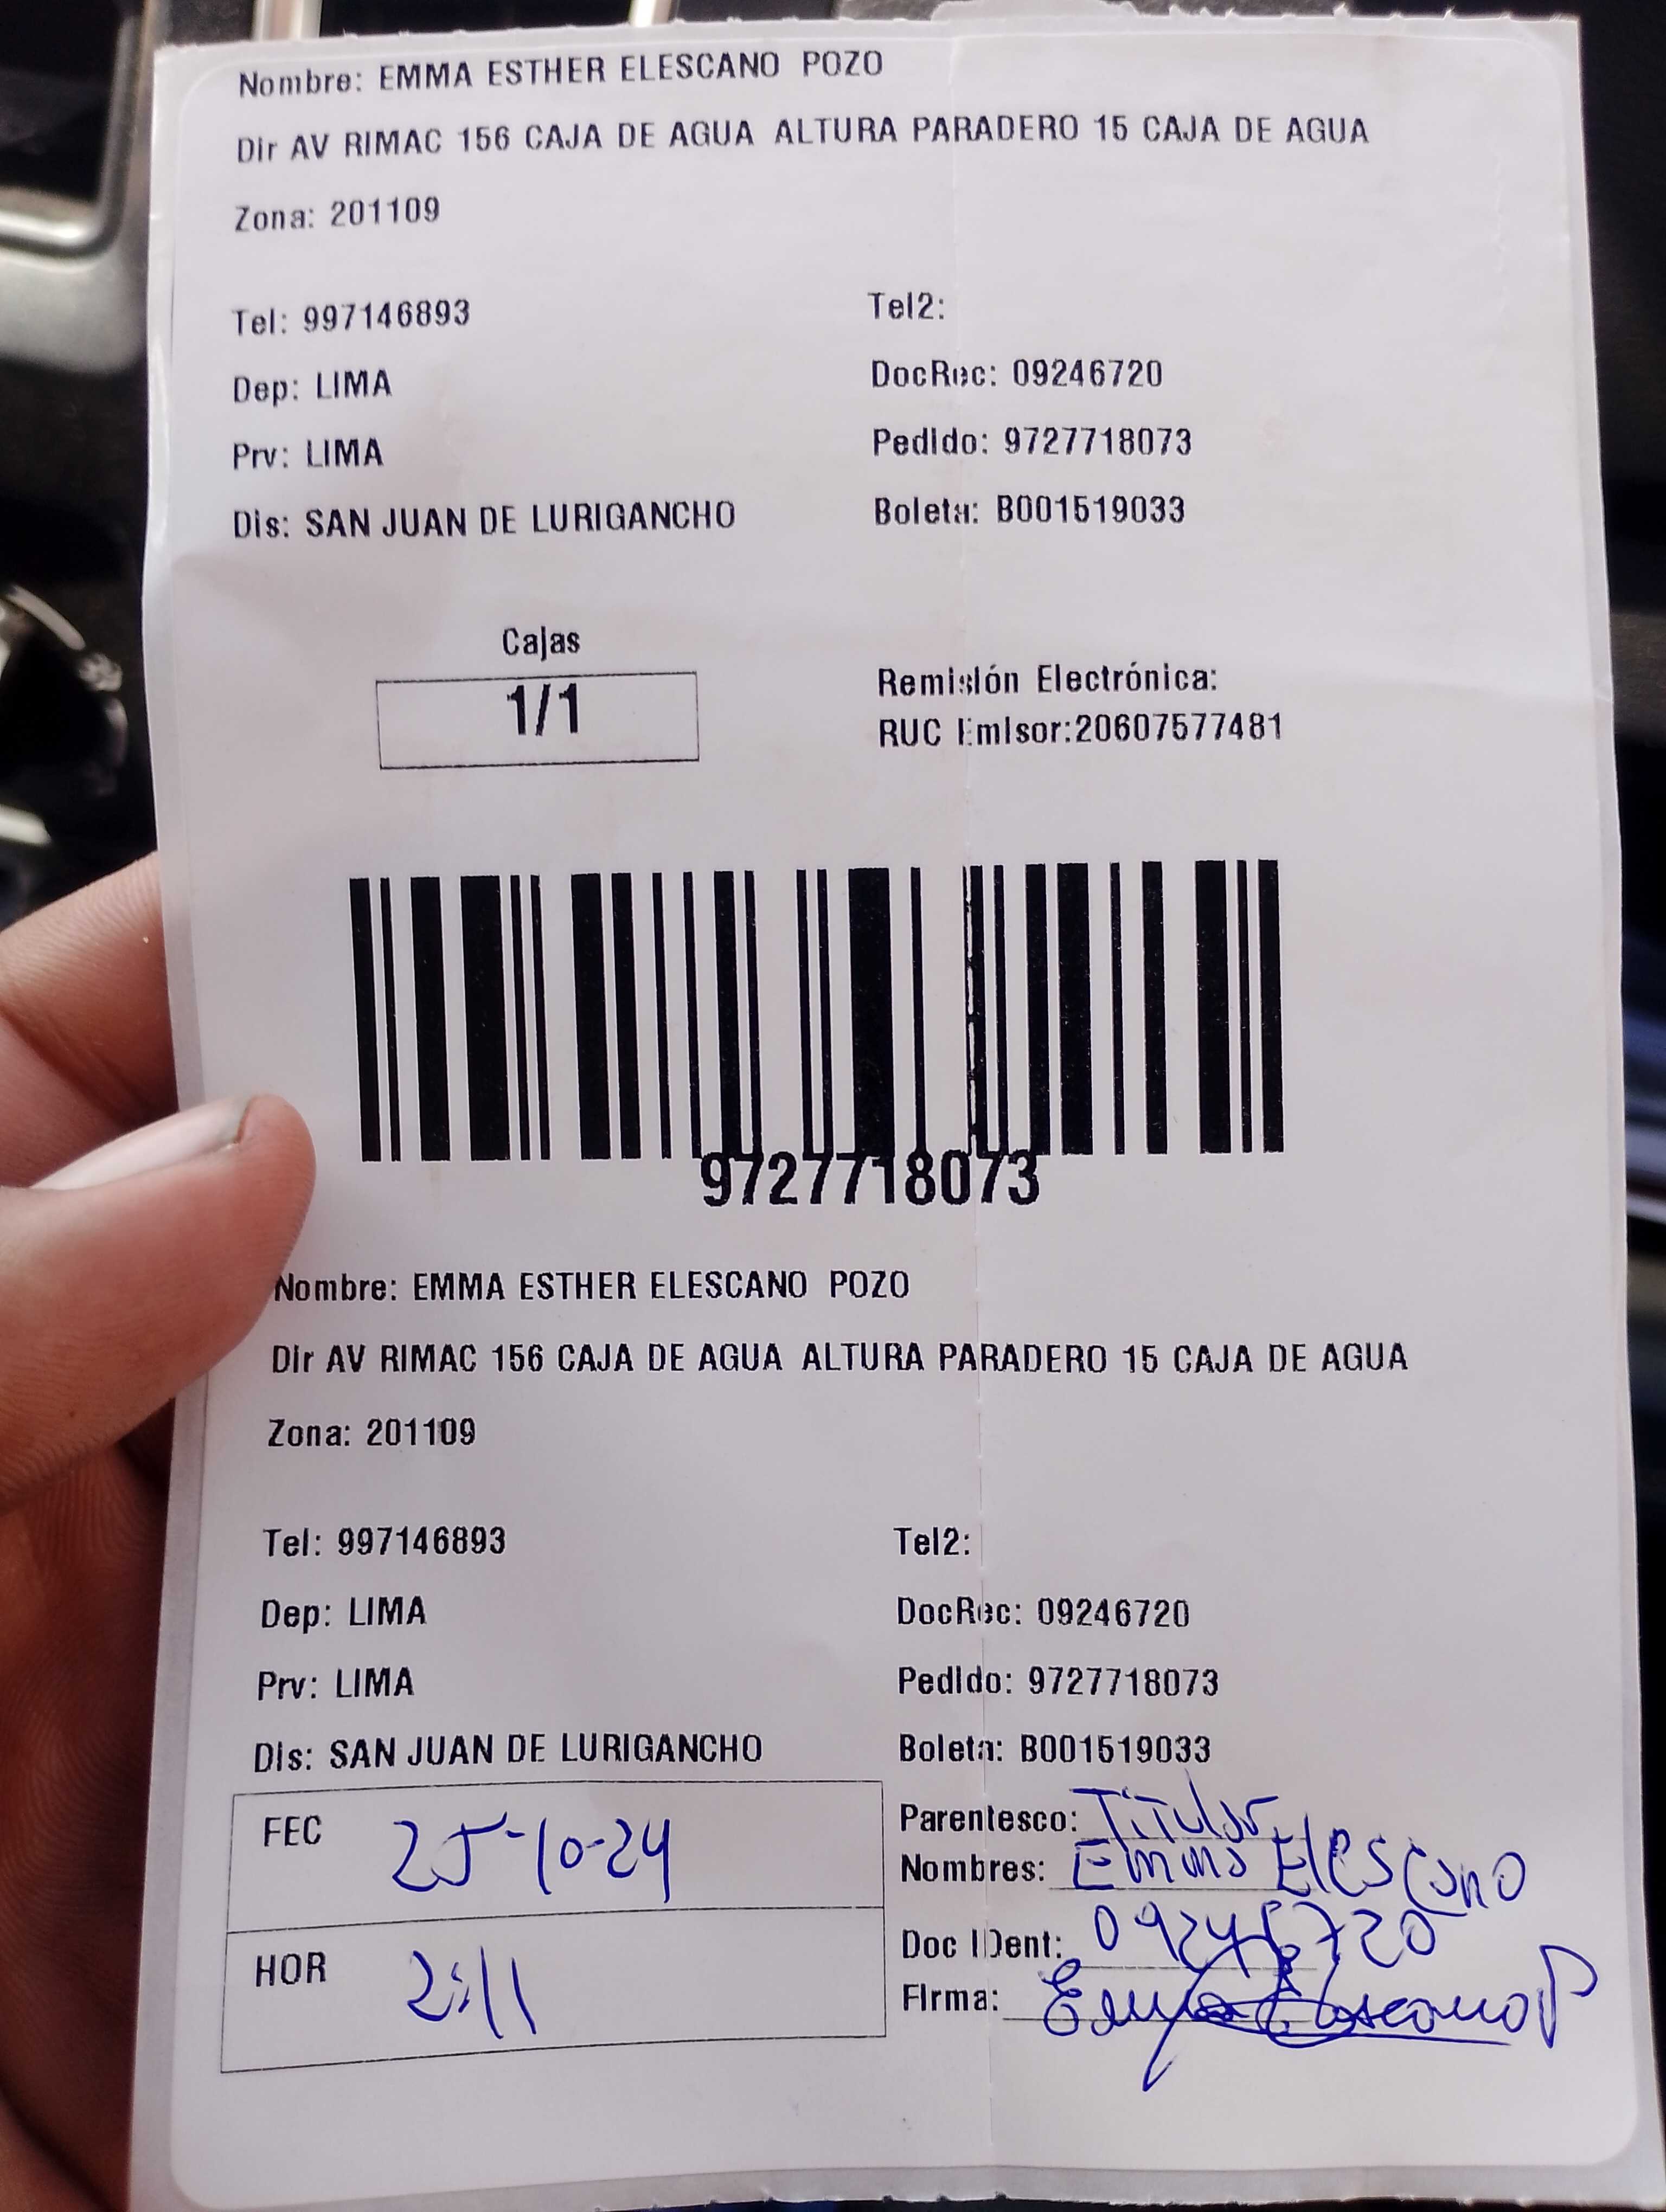 Nombre: EMMA ESTHER ELESCANO POZO
Dir AV RIMAC 156 CAJA DE AGUA ALTURA PARADERO 15 CAJA DE AGUA
Zona: 201109
Tel: 997146893
Tel2:
Dep: LIMA
DocRec: 09246720
Prv: LIMA
Pedido: 9727718073
Dis: SAN JUAN DE LURIGANCHO
Boleta: B001519033
Cajas
1/1
Remisión Electrónica:
RUC Emisor:20607577481
9727718073
Nombre: EMMA ESTHER ELESCANO POZO
Dir AV RIMAC 156 CAJA DE AGUA ALTURA PARADERO 15 CAJA DE AGUA
Zona: 201109
Tel: 997146893
Tel2:
Dep: LIMA
DocRec: 09246720
Prv: LIMA
Pedido: 9727718073
Dis: SAN JUAN DE LURIGANCHO
Boleta: B001519033
FEC 25-10-24
HOR 2:11
Parentesco: Titular
Nombres: Emma Elescano
Doc IDent: 09246720
Firma: Emma Elescano P